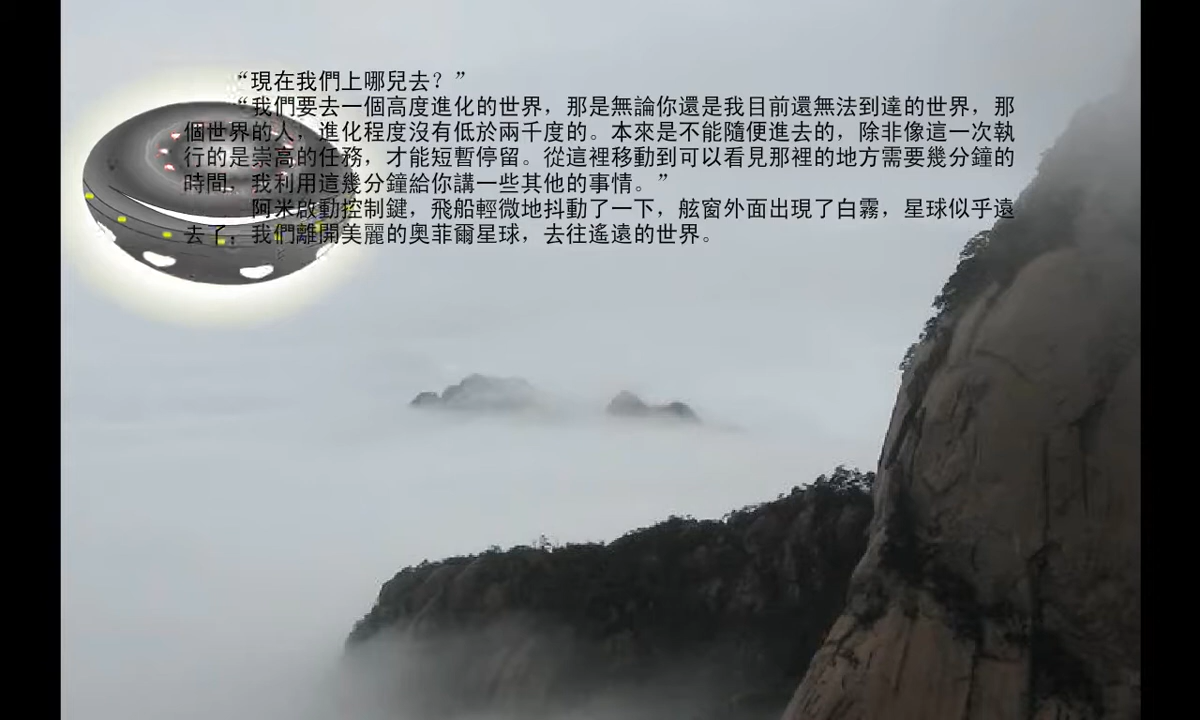 “現在我們上哪兒去？”
“我們要去一個高度進化的世界，那是無論你還是我目前還無法到達的世界，那
個世界的人，進化程度沒有低於兩千度的。本來是不能隨便進去的，除非像這一次執
行的是崇高的任務，才能短暫停留。從這裡移動到可以看見那裡的地方需要幾分鐘的
時間，我利用這幾分鐘給你講一些其他的事情。”
阿米啟動控制鍵，飛船輕微地抖動了一下，舷窗外面出現了白霧，星球似乎遠
去了，我們離開美麗的奧菲爾星球，去往遙遠的世界。